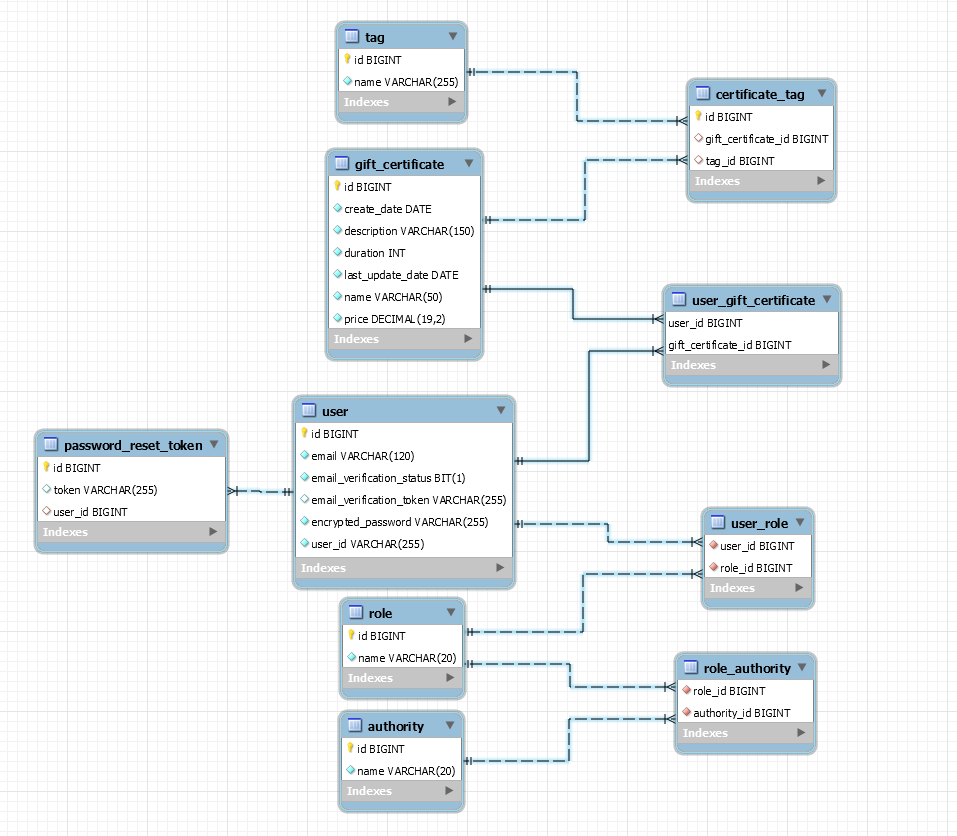 tag
id BIGINT
name VARCHAR(255)
Indexes
certificate_tag
id BIGINT
gift_certificate_id BIGINT
tag_id BIGINT
Indexes
gift_certificate
id BIGINT
create_date DATE
description VARCHAR(150)
duration INT
last_update_date DATE
name VARCHAR(50)
price DECIMAL(19,2)
Indexes
user_gift_certificate
user_id BIGINT
gift_certificate_id BIGINT
Indexes
user
id BIGINT
email VARCHAR(120)
email_verification_status BIT(1)
email_verification_token VARCHAR(255)
encrypted_password VARCHAR(255)
user_id VARCHAR(255)
Indexes
password_reset_token
id BIGINT
token VARCHAR(255)
user_id BIGINT
Indexes
user_role
user_id BIGINT
role_id BIGINT
Indexes
role
id BIGINT
name VARCHAR(20)
Indexes
role_authority
role_id BIGINT
authority_id BIGINT
Indexes
authority
id BIGINT
name VARCHAR(20)
Indexes